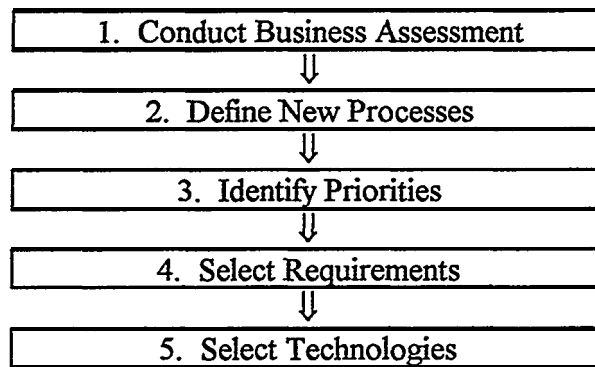 1. Conduct Business Assessment
2. Define New Processes
3. Identify Priorities
4. Select Requirements
5. Select Technologies